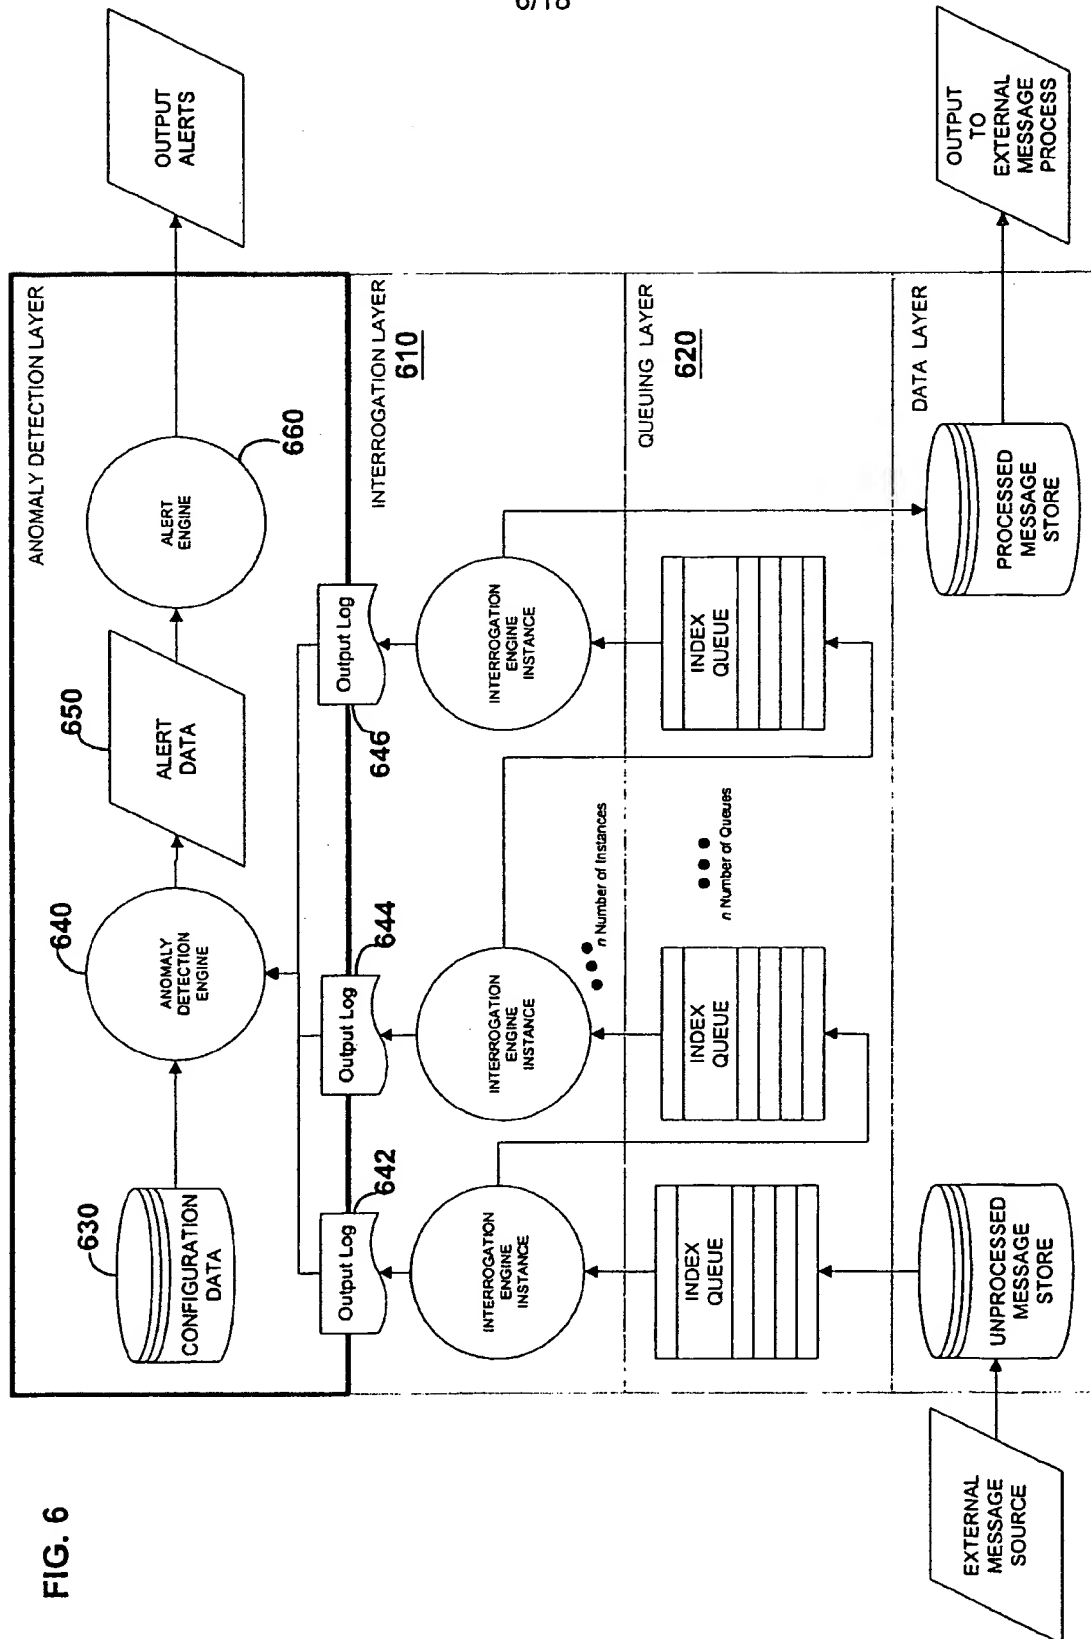 6/18
FIG. 6
ANOMALY DETECTION LAYER
630
CONFIGURATION
DATA
640
ANOMALY
DETECTION
ENGINE
650
ALERT
DATA
ALERT
ENGINE
660
OUTPUT
ALERTS
Output Log
642
Output Log
644
Output Log
646
INTERROGATION LAYER
610
INTERROGATION
ENGINE
INSTANCE
INTERROGATION
ENGINE
INSTANCE
n Number of Instances
INTERROGATION
ENGINE
INSTANCE
QUEUING LAYER
620
INDEX
QUEUE
INDEX
QUEUE
n Number of Queues
INDEX
QUEUE
DATA LAYER
EXTERNAL
MESSAGE
SOURCE
UNPROCESSED
MESSAGE
STORE
PROCESSED
MESSAGE
STORE
OUTPUT
TO
EXTERNAL
MESSAGE
PROCESS